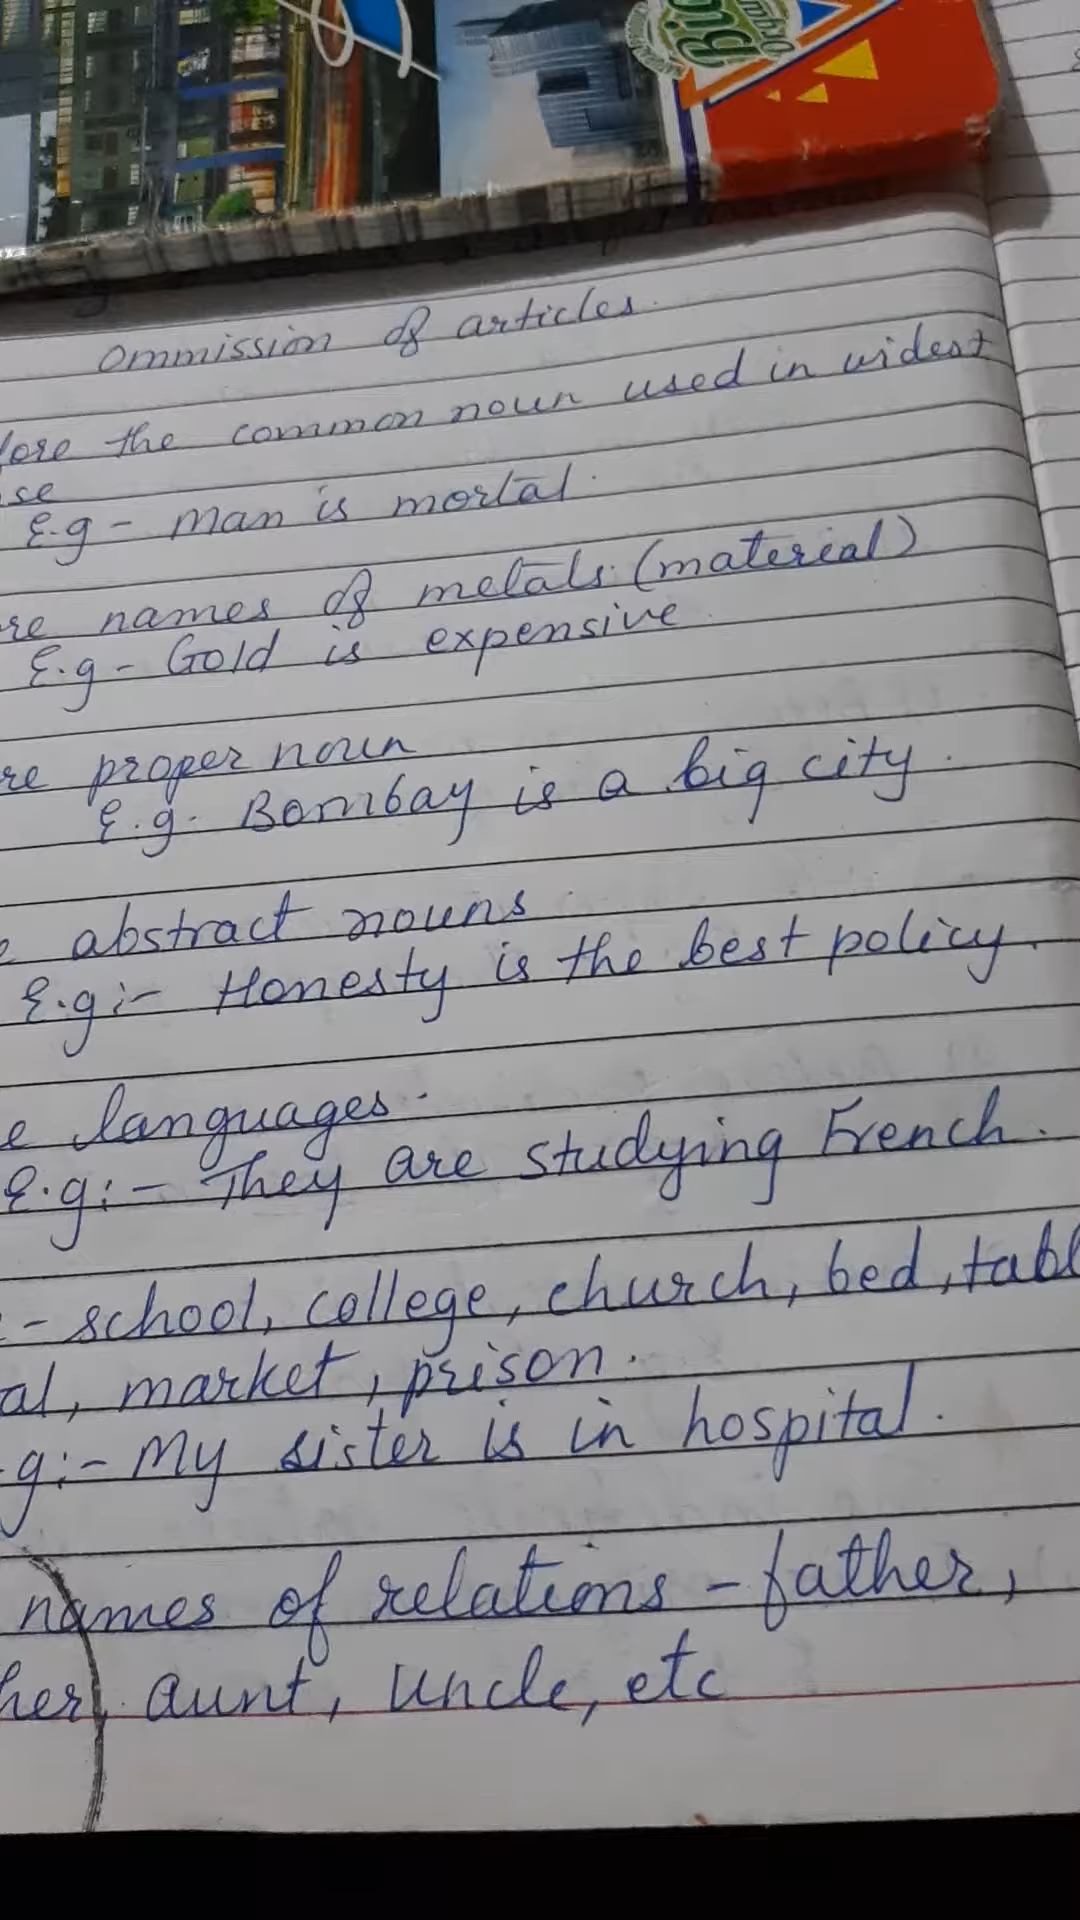 Big
Ommission of articles.
fore the common noun used in widest
se
E.g - Man is mortal.
re names of metals (material)
E.g - Gold is expensive.
re proper noun
E.g. Bombay is a big city.
e abstract nouns
E.g:- Honesty is the best policy.
e languages.
E.g:- They are studying French.
- school, college, church, bed, tabl
al, market, prison.
g:- My sister is in hospital.
names of relations - father,
her, aunt, uncle, etc